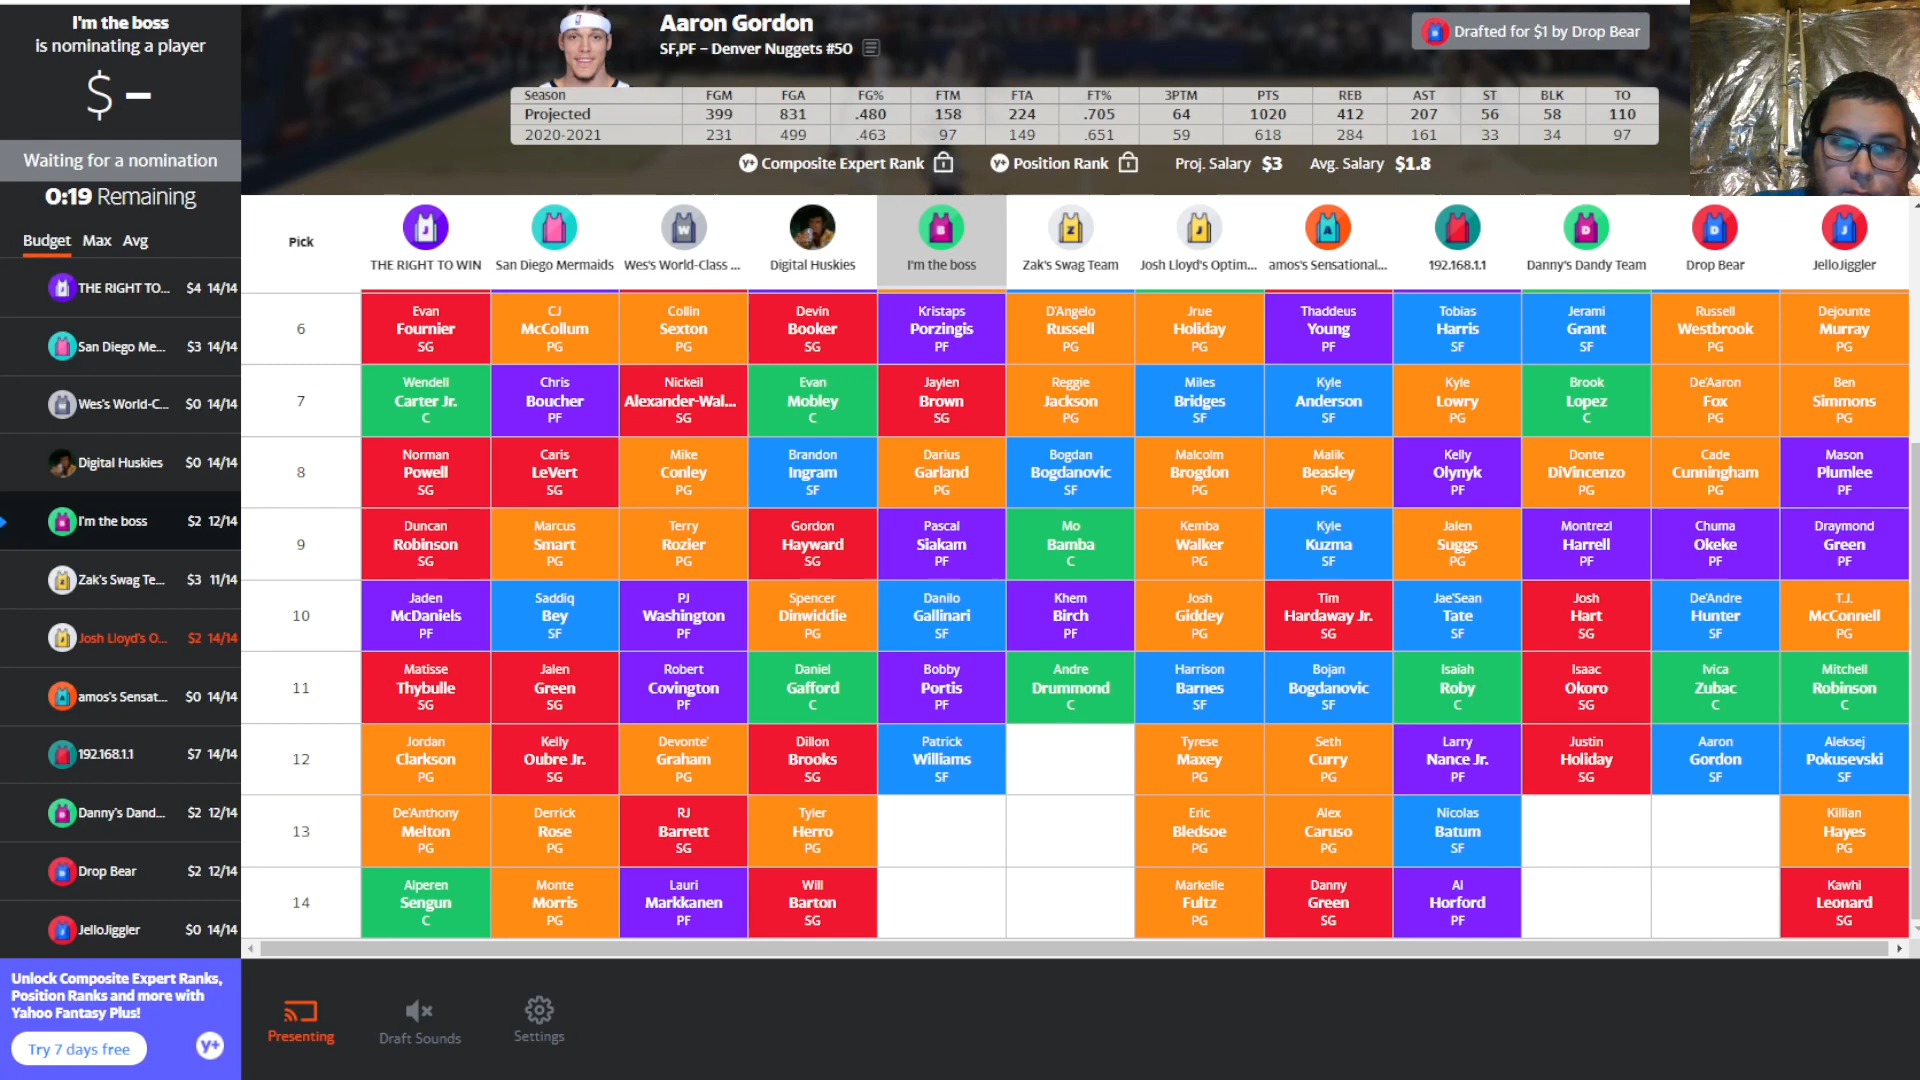 I'm the boss
is nominating a player
$ –
Waiting for a nomination
0:19 Remaining
Budget Max Avg
THE RIGHT TO... $4 14/14
San Diego Me... $3 14/14
Wes's World-C... $0 14/14
Digital Huskies $0 14/14
I'm the boss $2 12/14
Zak's Swag Te... $3 11/14
Josh Lloyd's O... $2 14/14
amos's Sensat... $0 14/14
192.168.1.1 $7 14/14
Danny's Dand... $2 12/14
Drop Bear $2 12/14
JelloJiggler $0 14/14
Unlock Composite Expert Ranks,
Position Ranks and more with
Yahoo Fantasy Plus!
Try 7 days free
y+
Aaron Gordon
SF,PF – Denver Nuggets #50
Drafted for $1 by Drop Bear
Season FGM FGA FG% FTM FTA FT% 3PTM PTS REB AST ST BLK TO
Projected 399 831 .480 158 224 .705 64 1020 412 207 56 58 110
2020-2021 231 499 .463 97 149 .651 59 618 284 161 33 34 97
y+ Composite Expert Rank y+ Position Rank Proj. Salary $3 Avg. Salary $1.8
J W B Z J A D D J
Pick THE RIGHT TO WIN San Diego Mermaids Wes's World-Class ... Digital Huskies I'm the boss Zak's Swag Team Josh Lloyd's Optim... amos's Sensational... 192.168.1.1 Danny's Dandy Team Drop Bear JelloJiggler
Evan CJ Collin Devin Kristaps D'Angelo Jrue Thaddeus Tobias Jerami Russell Dejounte
6 Fournier McCollum Sexton Booker Porzingis Russell Holiday Young Harris Grant Westbrook Murray
SG PG PG SG PF PG PG PF SF SF PG PG
Wendell Chris Nickeil Evan Jaylen Reggie Miles Kyle Kyle Brook De'Aaron Ben
7 Carter Jr. Boucher Alexander-Wal... Mobley Brown Jackson Bridges Anderson Lowry Lopez Fox Simmons
C PF SG C SG PG SF SF PG C PG PG
Norman Caris Mike Brandon Darius Bogdan Malcolm Malik Kelly Donte Cade Mason
8 Powell LeVert Conley Ingram Garland Bogdanovic Brogdon Beasley Olynyk DiVincenzo Cunningham Plumlee
SG SG PG SF PG SF PG PG PF PG PG PF
Duncan Marcus Terry Gordon Pascal Mo Kemba Kyle Jalen Montrezl Chuma Draymond
9 Robinson Smart Rozier Hayward Siakam Bamba Walker Kuzma Suggs Harrell Okeke Green
SG PG PG SG PF C PG SF PG PF PF PF
Jaden Saddiq PJ Spencer Danilo Khem Josh Tim Jae'Sean Josh De'Andre T.J.
10 McDaniels Bey Washington Dinwiddie Gallinari Birch Giddey Hardaway Jr. Tate Hart Hunter McConnell
PF SF PF PG SF PF PG SG SF SG SF PG
Matisse Jalen Robert Daniel Bobby Andre Harrison Bojan Isaiah Isaac Ivica Mitchell
11 Thybulle Green Covington Gafford Portis Drummond Barnes Bogdanovic Roby Okoro Zubac Robinson
SG SG PF C PF C SF SF C SG C C
Jordan Kelly Devonte' Dillon Patrick Tyrese Seth Larry Justin Aaron Aleksej
12 Clarkson Oubre Jr. Graham Brooks Williams Maxey Curry Nance Jr. Holiday Gordon Pokusevski
PG SG PG SG SF PG PG PF SG SF SF
De'Anthony Derrick RJ Tyler Eric Alex Nicolas Killian
13 Melton Rose Barrett Herro Bledsoe Caruso Batum Hayes
PG PG SG PG PG PG SF PG
Alperen Monte Lauri Will Markelle Danny Al Kawhi
14 Sengun Morris Markkanen Barton Fultz Green Horford Leonard
C PG PF SG PG SG PF SG
Presenting Draft Sounds Settings